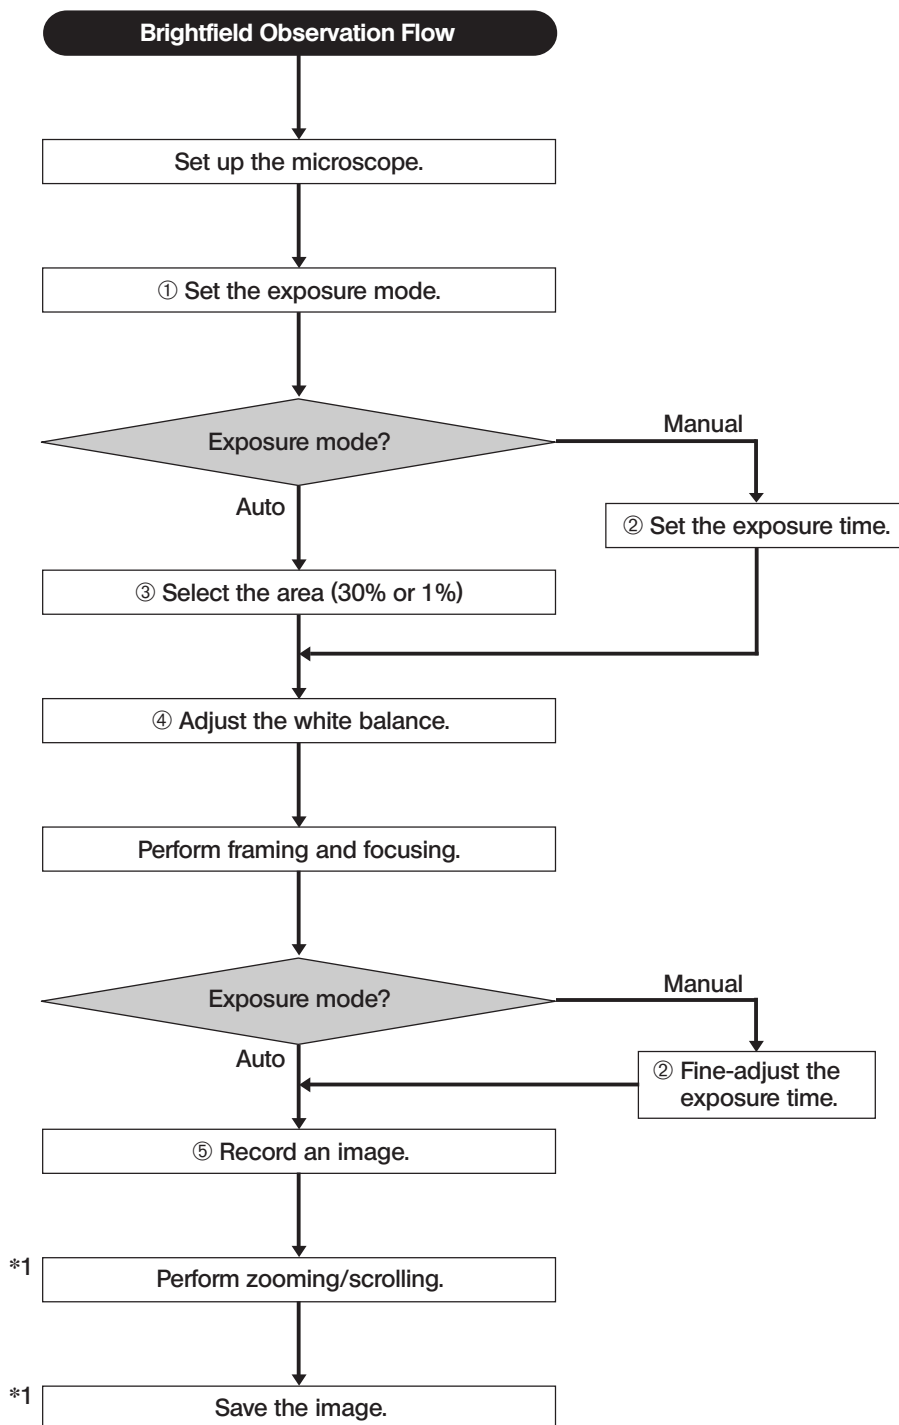 Brightfield Observation Flow
Set up the microscope.
① Set the exposure mode.
Exposure mode?
Manual
Auto
② Set the exposure time.
③ Select the area (30% or 1%)
④ Adjust the white balance.
Perform framing and focusing.
Exposure mode?
Manual
Auto
② Fine-adjust the
exposure time.
⑤ Record an image.
*1
Perform zooming/scrolling.
*1
Save the image.